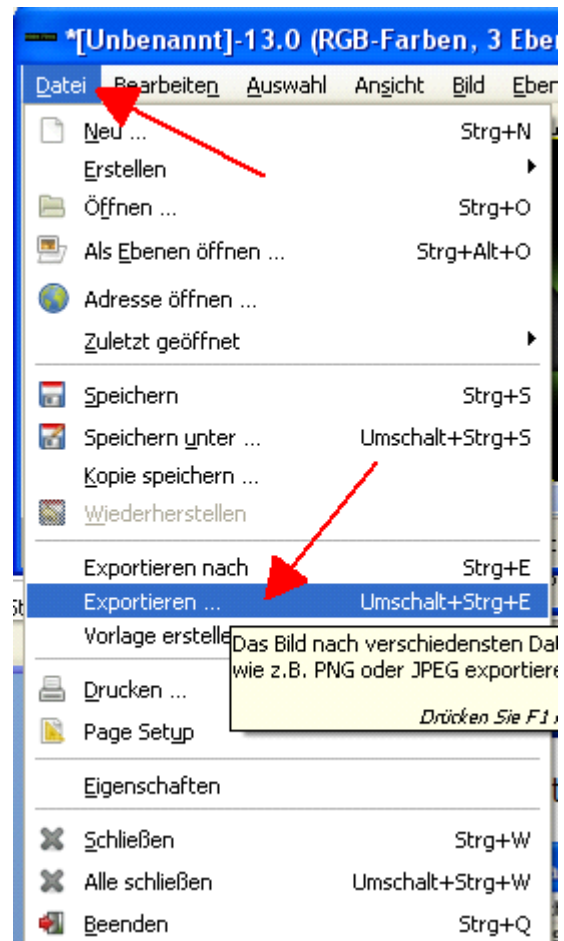 *[Unbenannt]-13.0 (RGB-Farben, 3 Ebe
Datei Bearbeiten Auswahl Ansicht Bild Eben
Neu ... Strg+N
Erstellen
Öffnen ... Strg+O
Als Ebenen öffnen ... Strg+Alt+O
Adresse öffnen ...
Zuletzt geöffnet
Speichern Strg+S
Speichern unter ... Umschalt+Strg+S
Kopie speichern ...
Wiederherstellen
Exportieren nach Strg+E
Exportieren ... Umschalt+Strg+E
Vorlage erstelle
Das Bild nach verschiedensten Dat
wie z.B. PNG oder JPEG exportiere
Drücken Sie F1
Drucken ...
Page Setup
Eigenschaften
Schließen Strg+W
Alle schließen Umschalt+Strg+W
Beenden Strg+Q